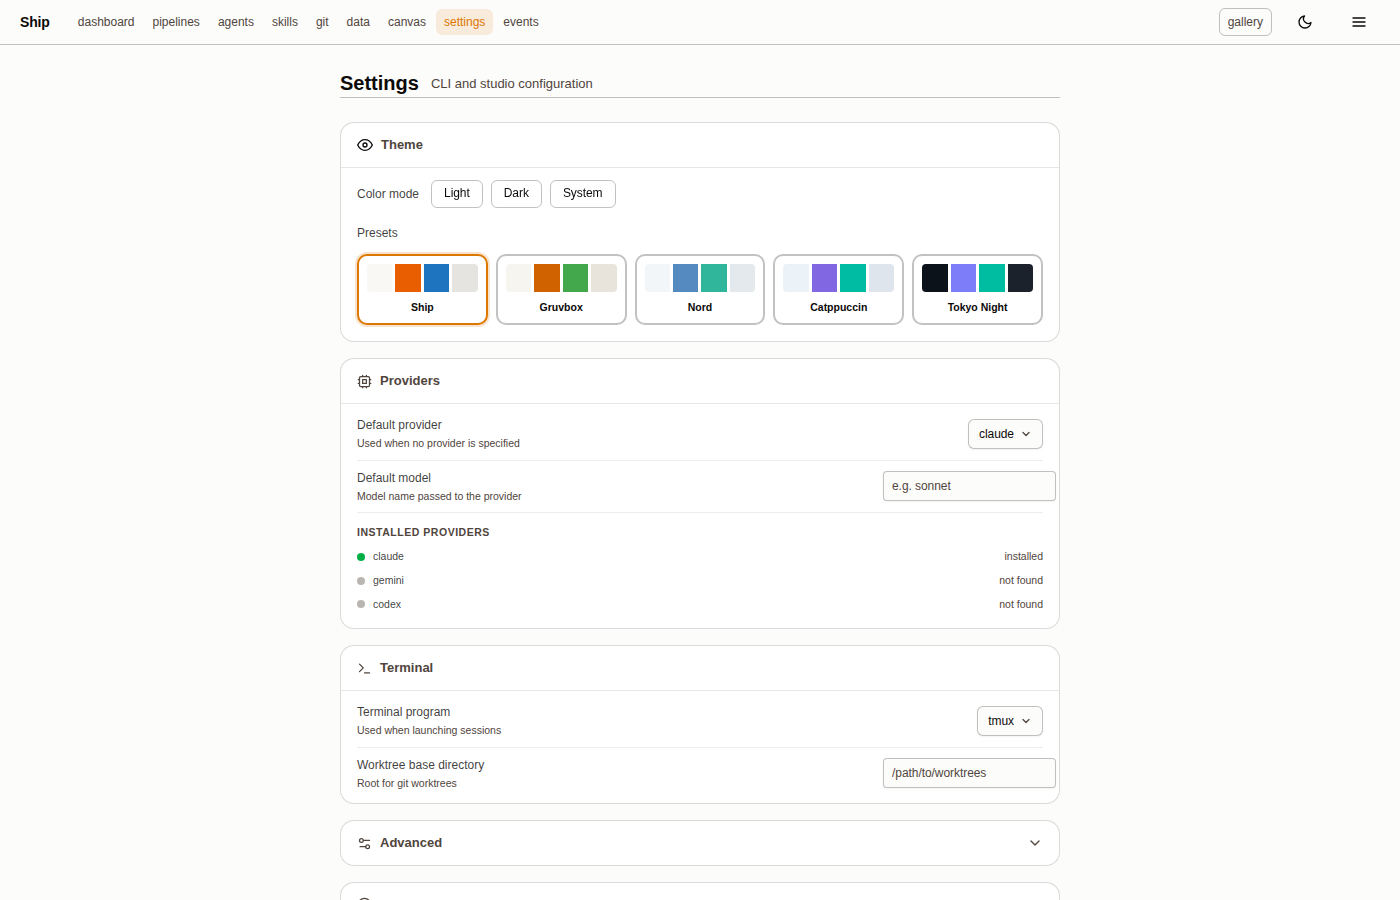 Ship dashboard pipelines agents skills git data canvas settings events gallery
Settings CLI and studio configuration
Theme
Color mode Light Dark System
Presets
Ship Gruvbox Nord Catppuccin Tokyo Night
Providers
Default provider claude
Used when no provider is specified
Default model e.g. sonnet
Model name passed to the provider
INSTALLED PROVIDERS
claude installed
gemini not found
codex not found
Terminal
Terminal program tmux
Used when launching sessions
Worktree base directory /path/to/worktrees
Root for git worktrees
Advanced